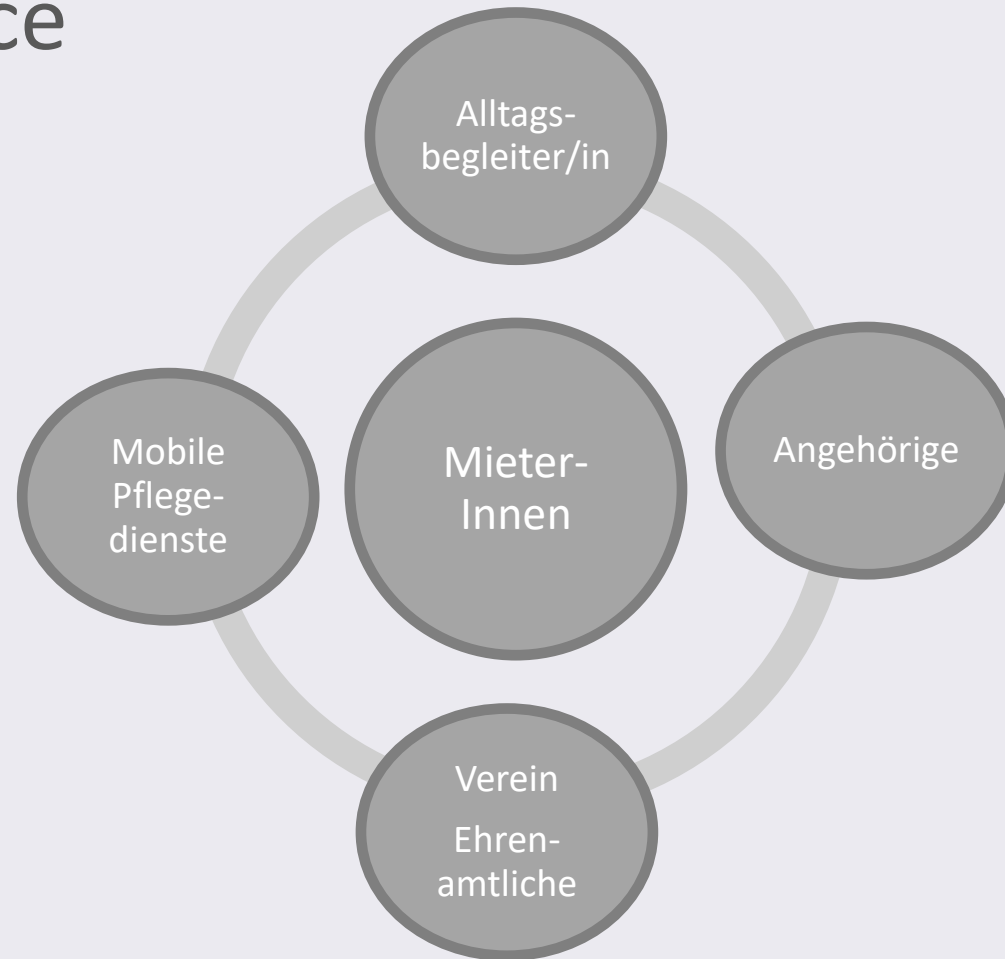 ce
Alltags-
begleiter/in
Angehörige
Mobile
Pflege-
dienste
Mieter-
Innen
Verein
Ehren-
amtliche